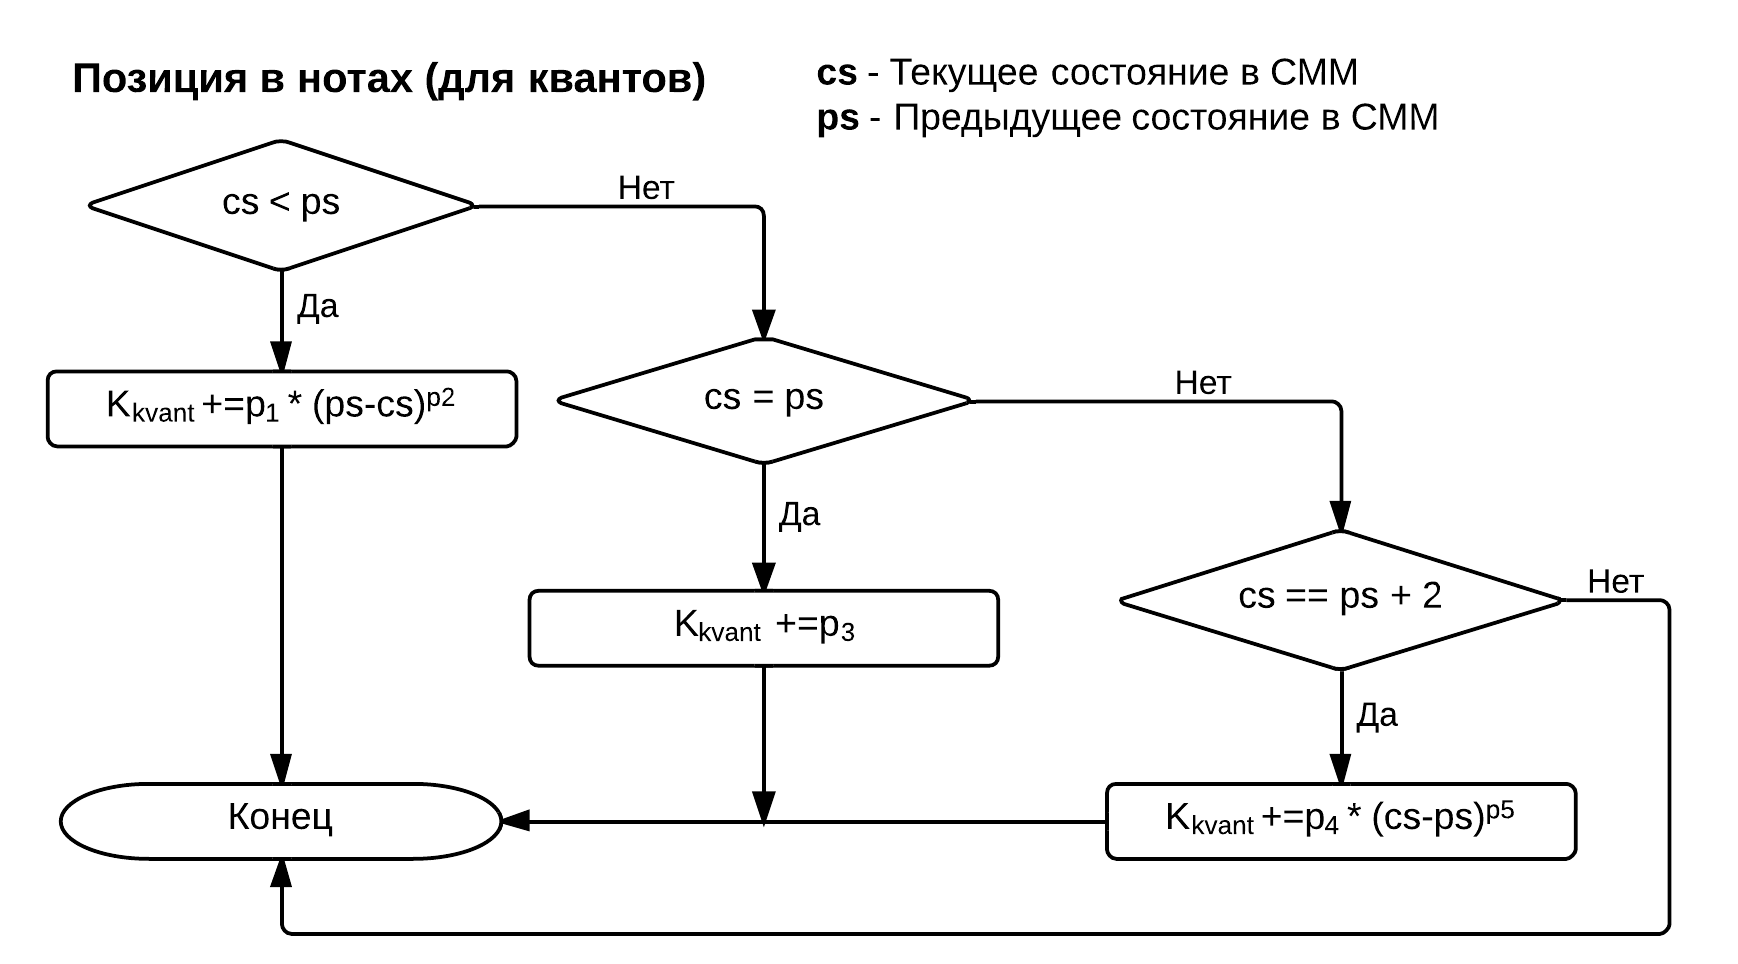 Позиция в нотах (для квантов)
cs - Текущее состояние в СММ
ps - Предыдущее состояние в СММ
cs < ps
Нет
Да
Kkvant +=p1 * (ps-cs)p2
cs = ps
Нет
Да
Kkvant +=p3
cs == ps + 2
Нет
Да
Kkvant +=p4 * (cs-ps)p5
Конец